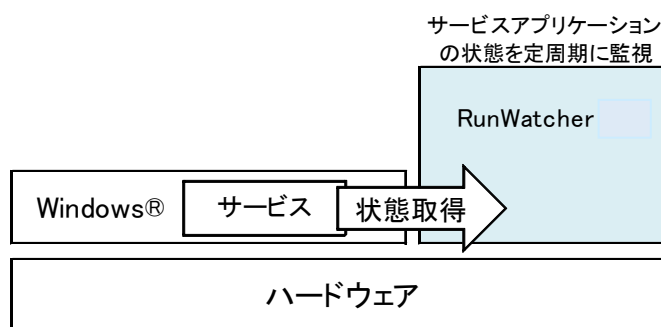 サービスアプリケーション
の状態を定周期に監視
RunWatcher
Windows®
サービス
状態取得
ハードウェア